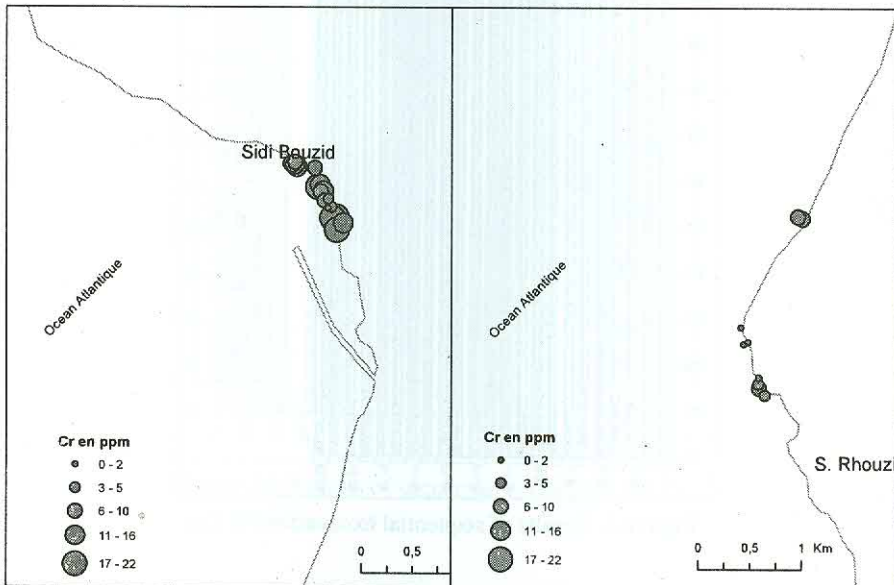 Sidi Bouzid
Ocean Atlantique
Cr en ppm
0 - 2
3 - 5
6 - 10
11 - 16
17 - 22
0 0,5
Ocean Atlantique
S. Rhouzi
Cr en ppm
0 - 2
3 - 5
6 - 10
11 - 16
17 - 22
0 0,5 1 Km